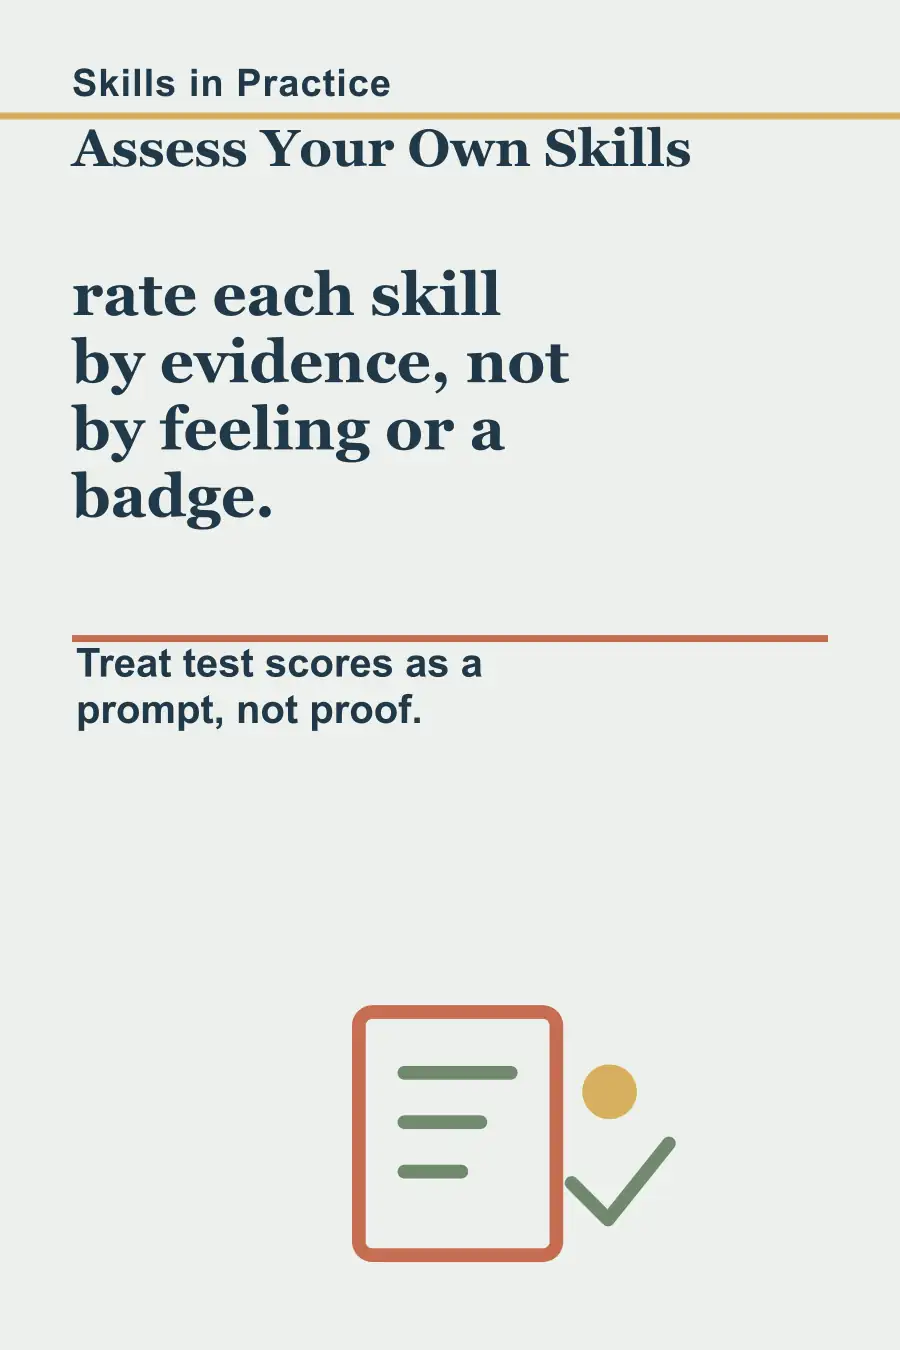 Skills in Practice
Assess Your Own Skills
rate each skill
by evidence, not
by feeling or a
badge.
Treat test scores as a
prompt, not proof.